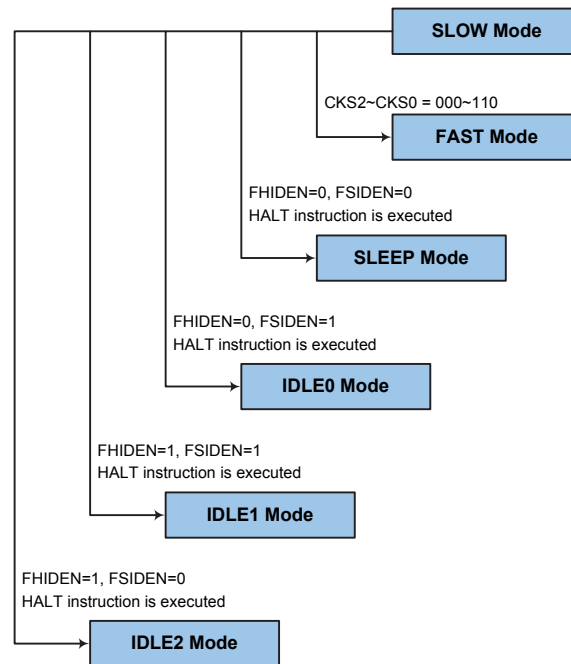 SLOW Mode
CKS2~CKS0 = 000~110
FAST Mode
FHIDEN=0, FSIDEN=0
HALT instruction is executed
SLEEP Mode
FHIDEN=0, FSIDEN=1
HALT instruction is executed
IDLE0 Mode
FHIDEN=1, FSIDEN=1
HALT instruction is executed
IDLE1 Mode
FHIDEN=1, FSIDEN=0
HALT instruction is executed
IDLE2 Mode